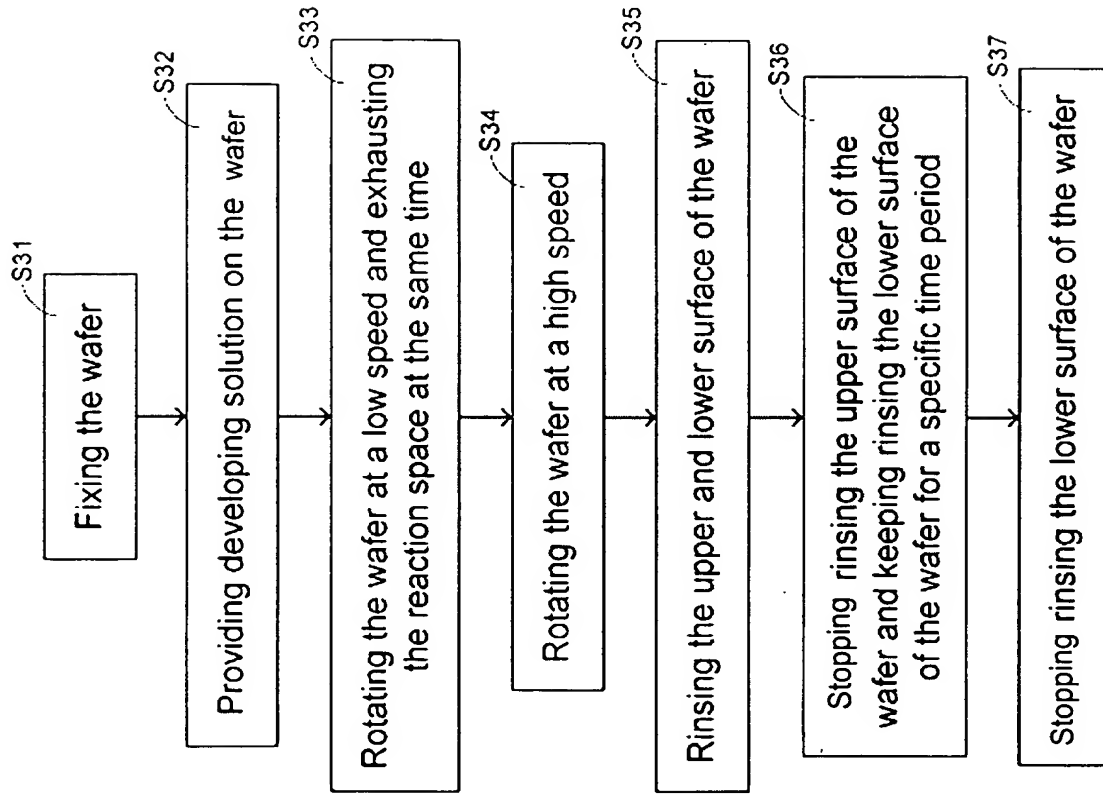 S31
Fixing the wafer
S32
Providing developing solution on the wafer
S33
Rotating the wafer at a low speed and exhausting
the reaction space at the same time
S34
Rotating the wafer at a high speed
S35
Rinsing the upper and lower surface of the wafer
S36
Stopping rinsing the upper surface of the
wafer and keeping rinsing the lower surface
of the wafer for a specific time period
S37
Stopping rinsing the lower surface of the wafer